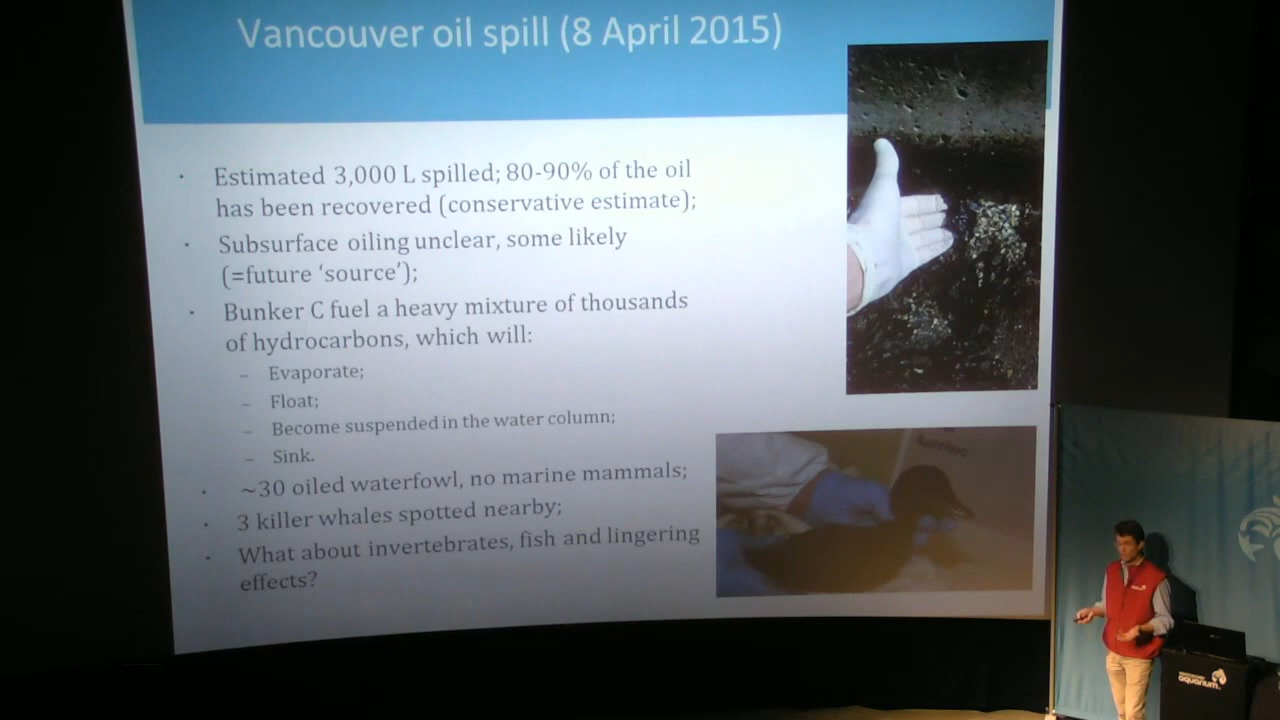 Vancouver oil spill (8 April 2015)
· Estimated 3,000 L spilled; 80-90% of the oil
has been recovered (conservative estimate);
· Subsurface oiling unclear, some likely
(=future ‘source’);
· Bunker C fuel a heavy mixture of thousands
of hydrocarbons, which will:
– Evaporate;
– Float;
– Become suspended in the water column;
– Sink.
· ~30 oiled waterfowl, no marine mammals;
· 3 killer whales spotted nearby;
· What about invertebrates, fish and lingering
effects?
vancouver
aquarium